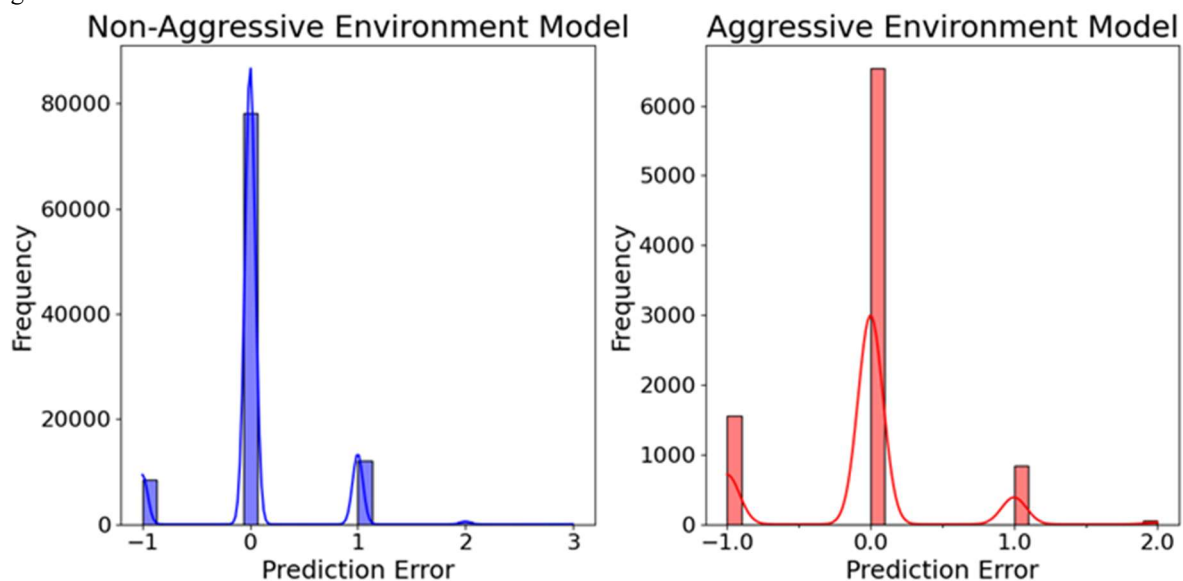 Non-Aggressive Environment Model
80000
60000
40000
20000
0
Frequency
−1 0 1 2 3
Prediction Error
Aggressive Environment Model
6000
5000
4000
3000
2000
1000
0
Frequency
−1.0 0.0 1.0 2.0
Prediction Error